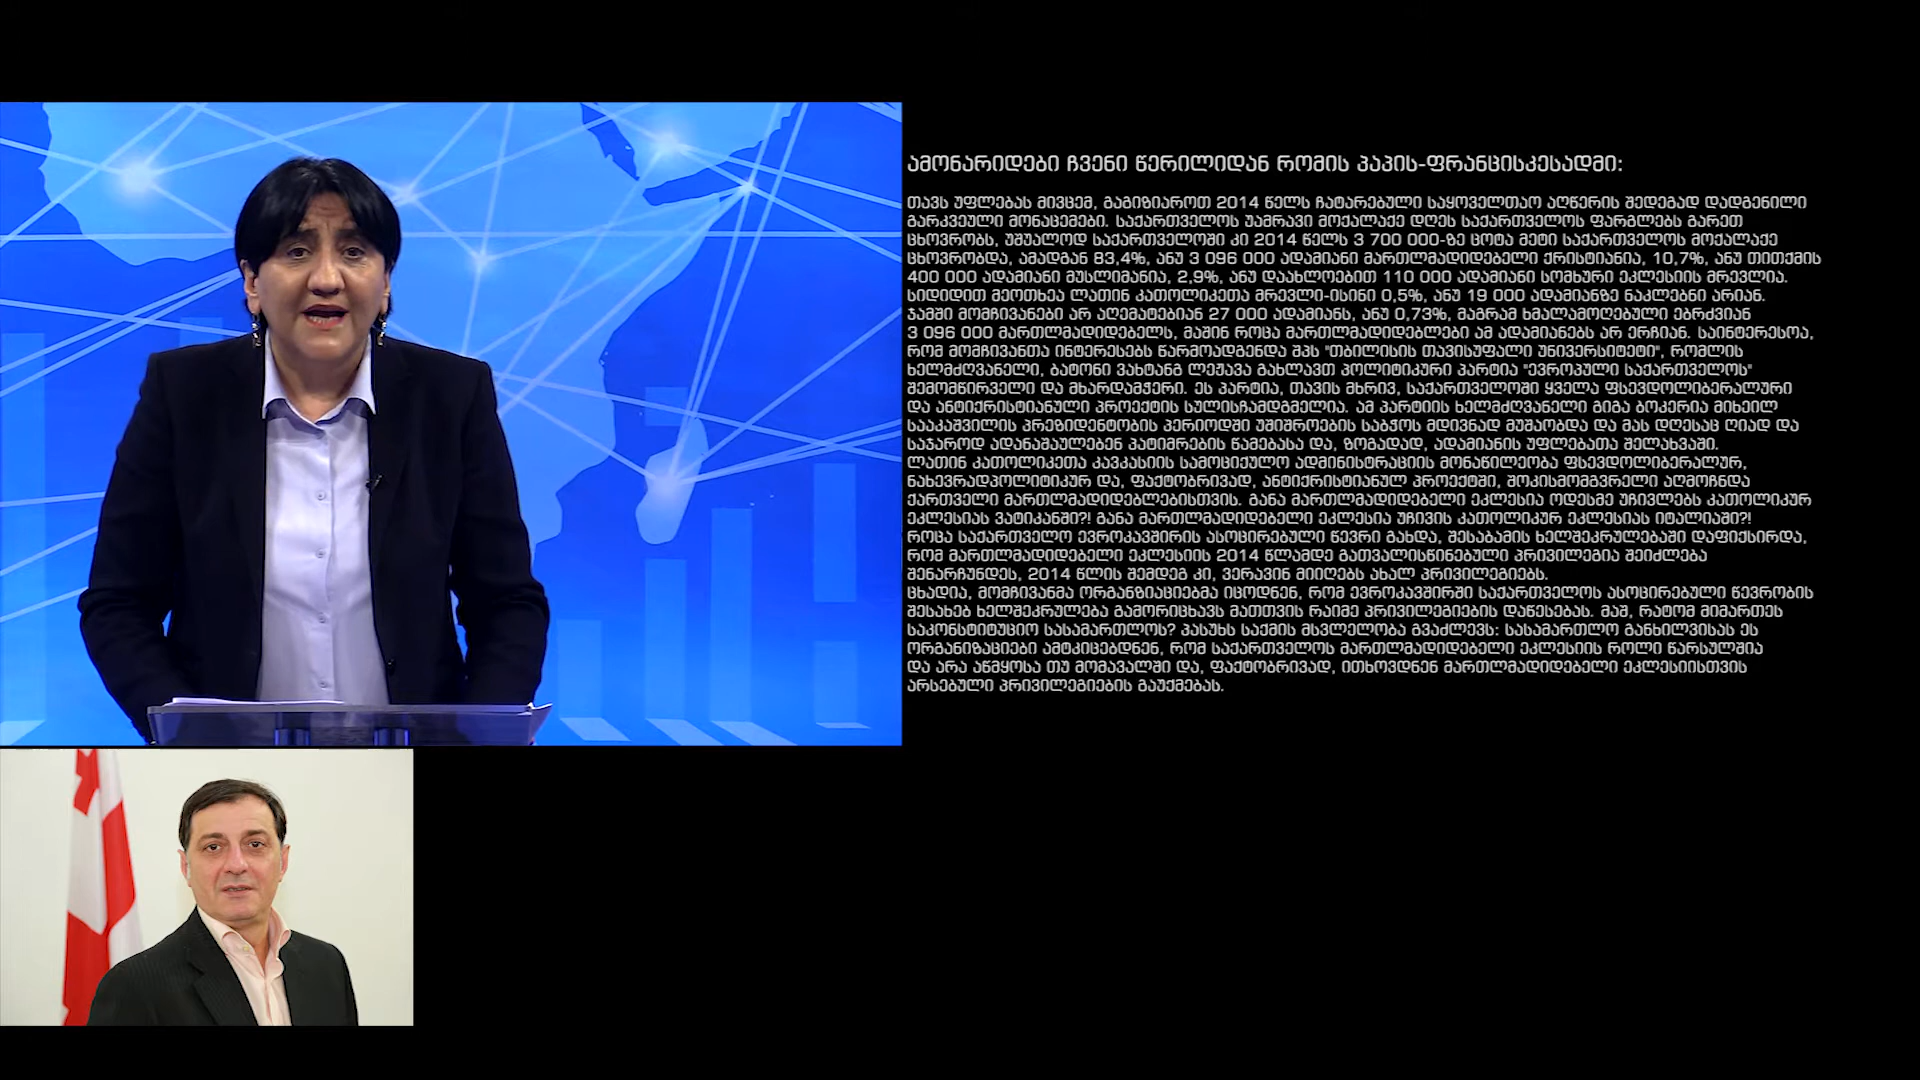 ამონარიდები ჩვენი წერილიდან რომის პაპის-ფრანცისკესადმი:
თავს უფლებას მივცემ, გაგიზიაროთ 2014 წელს ჩატარებული საყოველთაო აღწერის შედეგად დადგენილი
გარკვეული მონაცემები. საქართველოს უამრავი მოქალაქე დღეს საქართველოს ფარგლებს გარეთ
ცხოვრობს, უშუალოდ საქართველოში კი 2014 წელს 3 700 000-ზე ცოტა მეტი საქართველოს მოქალაქე
ცხოვრობდა, ამადგან 83,4%, ანუ 3 096 000 ადამიანი მართლმადიდებელი ქრისტიანია, 10,7%, ანუ თითქმის
400 000 ადამიანი მუსლიმანია, 2,9%, ანუ დაახლოებით 110 000 ადამიანი სომხური ეკლესიის მრევლია.
სიდიდით მეოთხეა ლათინ კათოლიკეთა მრევლი-ისინი 0,5%, ანუ 19 000 ადამიანზე ნაკლებნი არიან.
ჯამში მომჩივანები არ აღემატებიან 27 000 ადამიანს, ანუ 0,73%, მაგრამ ხმალამოღებული ებრძვიან
3 096 000 მართლმადიდებელს, მაშინ როცა მართლმადიდებლები ამ ადამიანებს არ ერჩიან. საინტერესოა,
რომ მომჩივანთა ინტერესებს წარმოადგენდა შპს "თბილისის თავისუფალი უნივერსიტეტი", რომლის
ხელმძღვანელი, ბატონი ვახტანგ ლეჟავა გახლავთ პოლიტიკური პარტია "ევროპული საქართველოს"
შემომწირველი და მხარდამჭერი. ეს პარტია, თავის მხრივ, საქართველოში ყველა ფსევდოლიბერალური
და ანტიქრისტიანული პროექტის სულისჩამდგმელია. ამ პარტიის ხელმძღვანელი გიგა ბოკერია მიხეილ
სააკაშვილის პრეზიდენტობის პერიოდში უშიშროების საბჭოს მდივნად მუშაობდა და მას დღესაც ღიად და
საჯაროდ ადანაშაულებენ პატიმრების წამებასა და, ზოგადად, ადამიანის უფლებათა შელახვაში.
ლათინ კათოლიკეთა კავკასიის სამოციქულო ადმინისტრაციის მონაწილეობა ფსევდოლიბერალურ,
ნახევრადპოლიტიკურ და, ფაქტობრივად, ანტიქრისტიანულ პროექტში, შოკისმომგვრელი აღმოჩნდა
ქართველი მართლმადიდებლებისთვის. განა მართლმადიდებელი ეკლესია ოდესმე უჩივლებს კათოლიკურ
ეკლესიას ვატიკანში?! განა მართლმადიდებელი ეკლესია უჩივის კათოლიკურ ეკლესიას იტალიაში?!
როცა საქართველო ევროკავშირის ასოცირებული წევრი გახდა, შესაბამის ხელშეკრულებაში დაფიქსირდა,
რომ მართლმადიდებელი ეკლესიის 2014 წლამდე გათვალისწინებული პრივილეგია შეიძლება
შენარჩუნდეს, 2014 წლის შემდეგ კი, ვერავინ მიიღებს ახალ პრივილეგიებს.
ცხადია, მომჩივანმა ორგანზიაციებმა იცოდნენ, რომ ევროკავშირში საქართველოს ასოცირებული წევრობის
შესახებ ხელშეკრულება გამორიცხავს მათთვის რაიმე პრივილეგიების დაწესებას. მაშ, რატომ მიმართეს
საკონსტიტუციო სასამართლოს? პასუხს საქმის მსვლელობა გვაძლევს: სასამართლო განხილვისას ეს
ორგანიზაციები ამტკიცებდნენ, რომ საქართველოს მართლმადიდებელი ეკლესიის როლი წარსულშია
და არა აწმყოსა თუ მომავალში და, ფაქტობრივად, ითხოვდნენ მართლმადიდებელი ეკლესიისთვის
არსებული პრივილეგიების გაუქმებას.